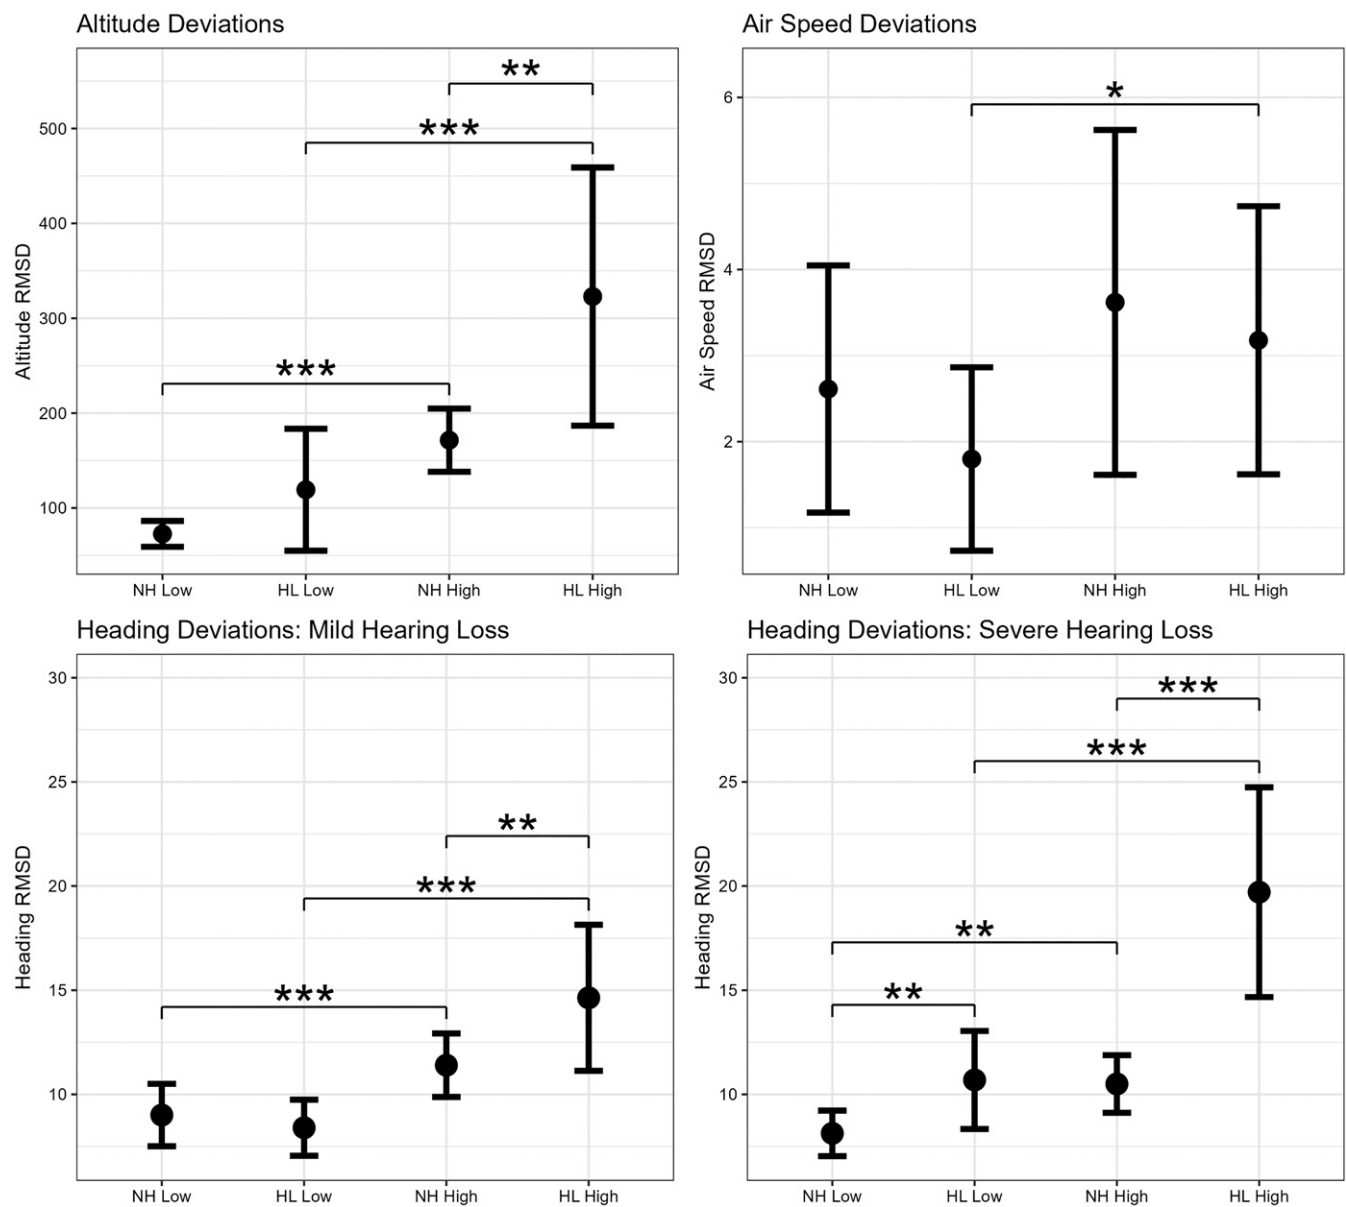 Altitude Deviations
Altitude RMSD
500
400
300
200
100
**
***
***
NH Low HL Low NH High HL High
Air Speed Deviations
Air Speed RMSD
6
4
2
*
NH Low HL Low NH High HL High
Heading Deviations: Mild Hearing Loss
Heading RMSD
30
25
20
15
10
**
***
***
NH Low HL Low NH High HL High
Heading Deviations: Severe Hearing Loss
Heading RMSD
30
25
20
15
10
***
***
**
**
NH Low HL Low NH High HL High